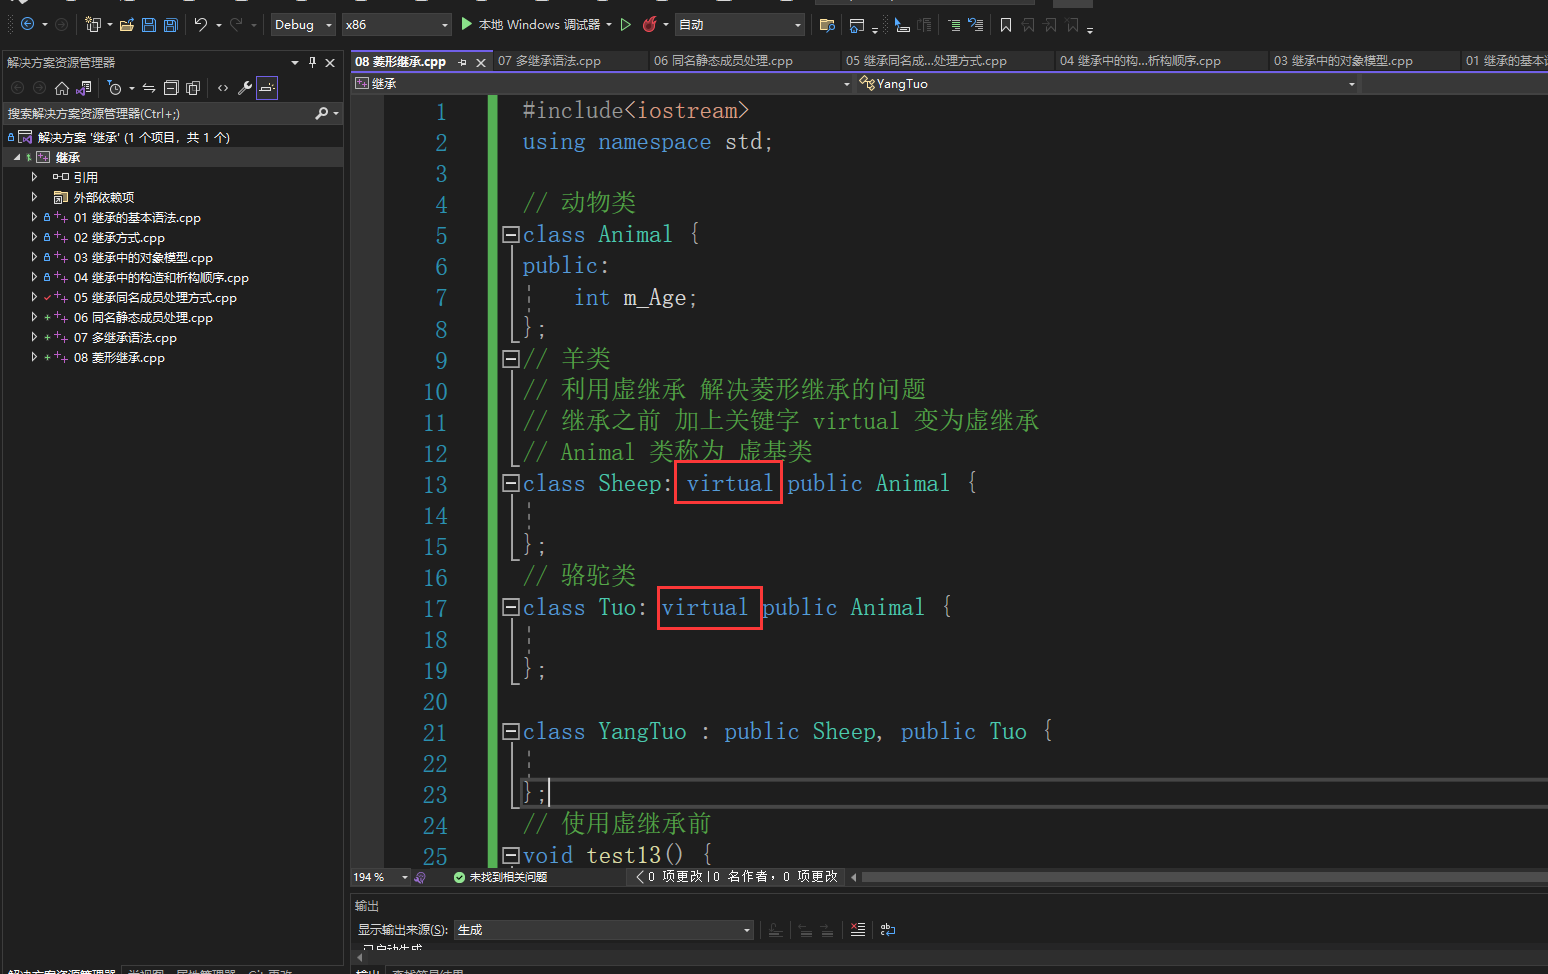 Debug
x86
本地 Windows 调试器
自动
解决方案资源管理器
搜索解决方案资源管理器(Ctrl+;)
解决方案 '继承' (1 个项目，共 1 个)
继承
引用
外部依赖项
01 继承的基本语法.cpp
02 继承方式.cpp
03 继承中的对象模型.cpp
04 继承中的构造和析构顺序.cpp
05 继承同名成员处理方式.cpp
06 同名静态成员处理.cpp
07 多继承语法.cpp
08 菱形继承.cpp
08 菱形继承.cpp
07 多继承语法.cpp
06 同名静态成员处理.cpp
05 继承同名成...处理方式.cpp
04 继承中的构...析构顺序.cpp
03 继承中的对象模型.cpp
01 继承的基本语
继承
YangTuo
1 #include<iostream>
2 using namespace std;
3
4 // 动物类
5 class Animal {
6 public:
7 int m_Age;
8 };
9 // 羊类
10 // 利用虚继承 解决菱形继承的问题
11 // 继承之前 加上关键字 virtual 变为虚继承
12 // Animal 类称为 虚基类
13 class Sheep: virtual public Animal {
14
15 };
16 // 骆驼类
17 class Tuo: virtual public Animal {
18
19 };
20
21 class YangTuo : public Sheep, public Tuo {
22
23 };
24 // 使用虚继承前
25 void test13() {
194 %
未找到相关问题
0 项更改|0 名作者，0 项更改
输出
显示输出来源(S):
生成
已启动生成
解决方案资源管理器
类视图
属性管理器
Git 更改
输出
查找符号结果